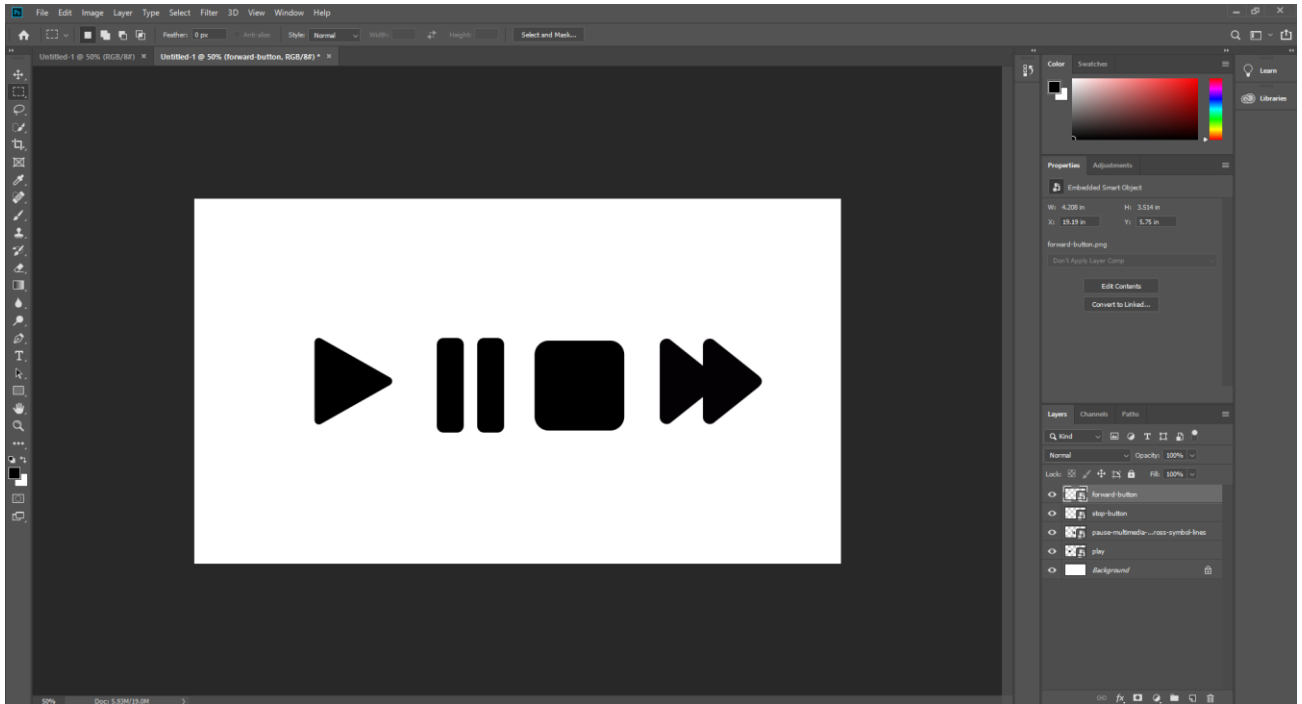 Ps File Edit Image Layer Type Select Filter 3D View Window Help
Feather: 0 px Anti-alias Style: Normal Width: Height: Select and Mask...
Untitled-1 @ 50% (RGB/8#) × Untitled-1 @ 50% (forward-button, RGB/8#) * ×
Color Swatches
Learn
Libraries
Properties Adjustments
Embedded Smart Object
W: 4.208 in H: 3.514 in
X: 19.19 in Y: 5.75 in
forward-button.png
Don't Apply Layer Comp
Edit Contents
Convert to Linked...
Layers Channels Paths
Kind
Normal Opacity: 100%
Lock: Fill: 100%
forward-button
stop-button
pause-multimedia-...ross-symbol-lines
play
Background
fx
50% Doc: 5.93M/19.0M